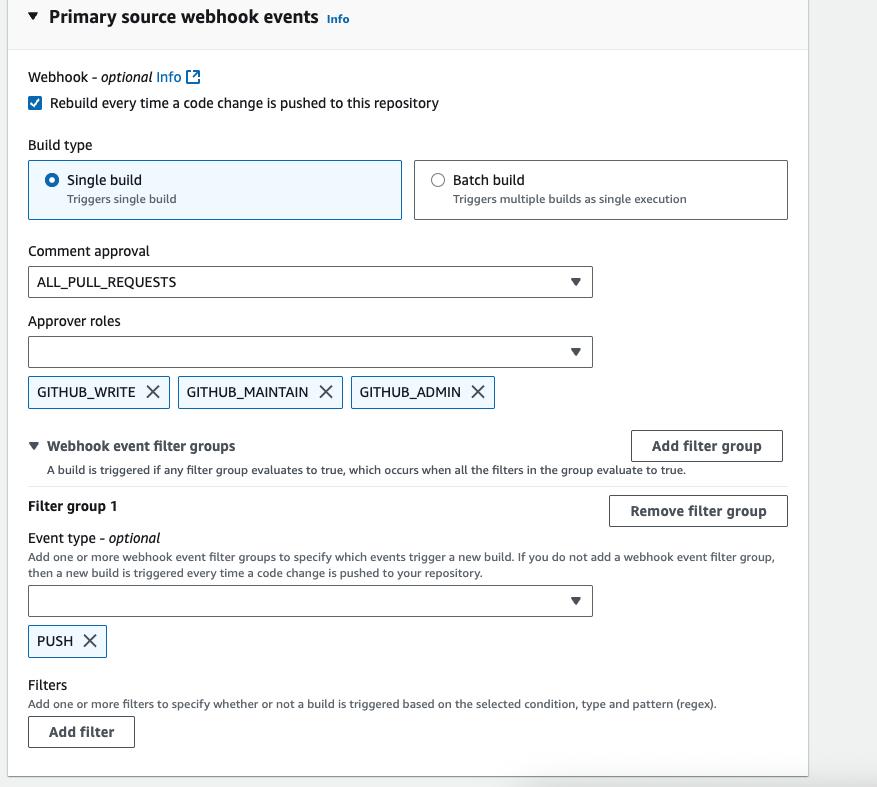 Primary source webhook events Info
Webhook - optional Info
Rebuild every time a code change is pushed to this repository
Build type
Single build
Triggers single build
Batch build
Triggers multiple builds as single execution
Comment approval
ALL_PULL_REQUESTS
Approver roles
GITHUB_WRITE GITHUB_MAINTAIN GITHUB_ADMIN
Webhook event filter groups
Add filter group
A build is triggered if any filter group evaluates to true, which occurs when all the filters in the group evaluate to true.
Filter group 1
Remove filter group
Event type - optional
Add one or more webhook event filter groups to specify which events trigger a new build. If you do not add a webhook event filter group,
then a new build is triggered every time a code change is pushed to your repository.
PUSH
Filters
Add one or more filters to specify whether or not a build is triggered based on the selected condition, type and pattern (regex).
Add filter